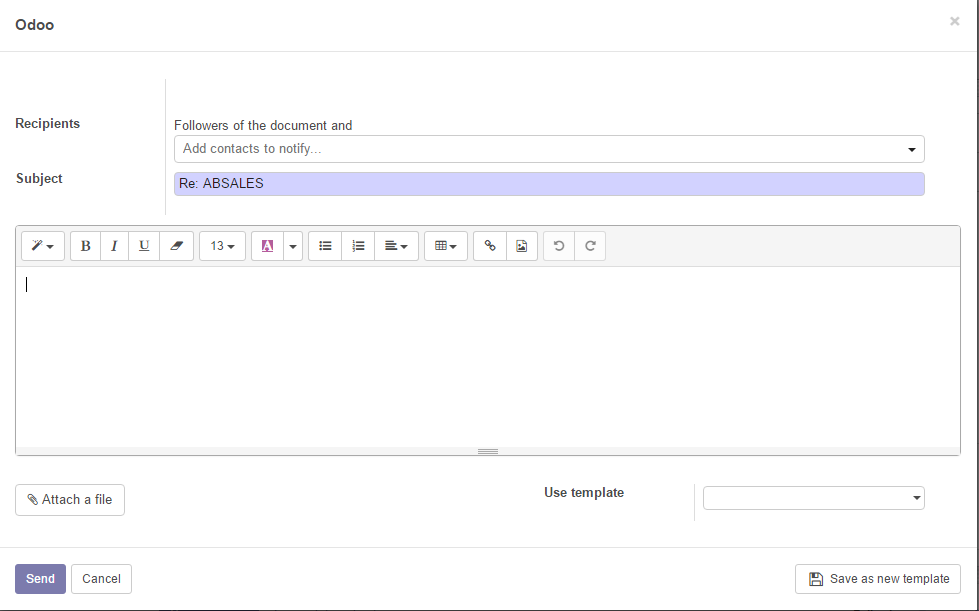 Odoo
×
Recipients
Followers of the document and
Add contacts to notify...
Subject
Re: ABSALES
B I U 13 A
Attach a file
Use template
Send Cancel Save as new template